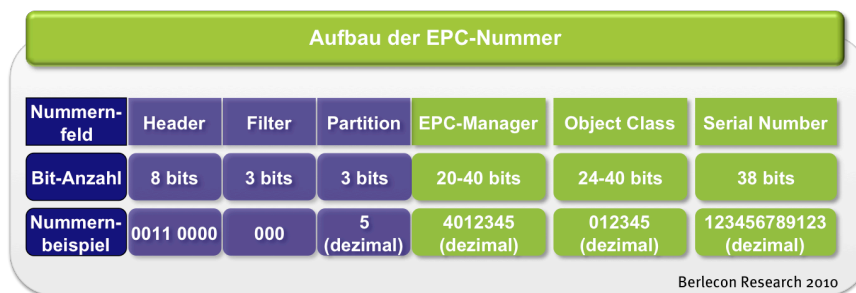 Aufbau der EPC-Nummer
Nummern-
feld
Header
Filter
Partition
EPC-Manager
Object Class
Serial Number
Bit-Anzahl
8 bits
3 bits
3 bits
20-40 bits
24-40 bits
38 bits
Nummern-
beispiel
0011 0000
000
5
(dezimal)
4012345
(dezimal)
012345
(dezimal)
123456789123
(dezimal)
Berlecon Research 2010